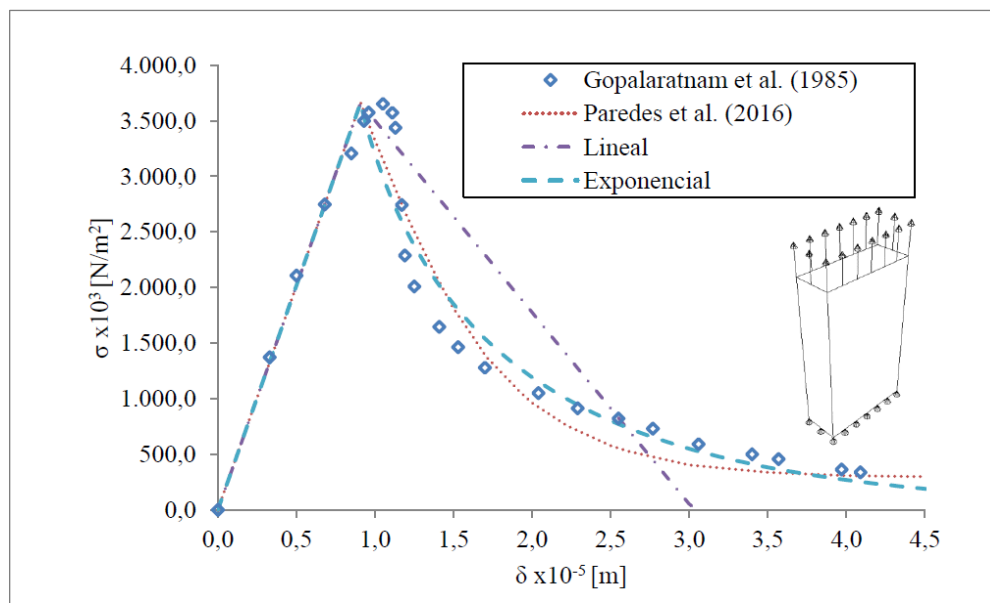 4.000,0
3.500,0
3.000,0
2.500,0
2.000,0
1.500,0
1.000,0
500,0
0,0
σ x10³ [N/m²]
Gopalaratnam et al. (1985)
Paredes et al. (2016)
Lineal
Exponencial
0,0 0,5 1,0 1,5 2,0 2,5 3,0 3,5 4,0 4,5
δ x10⁻⁵ [m]